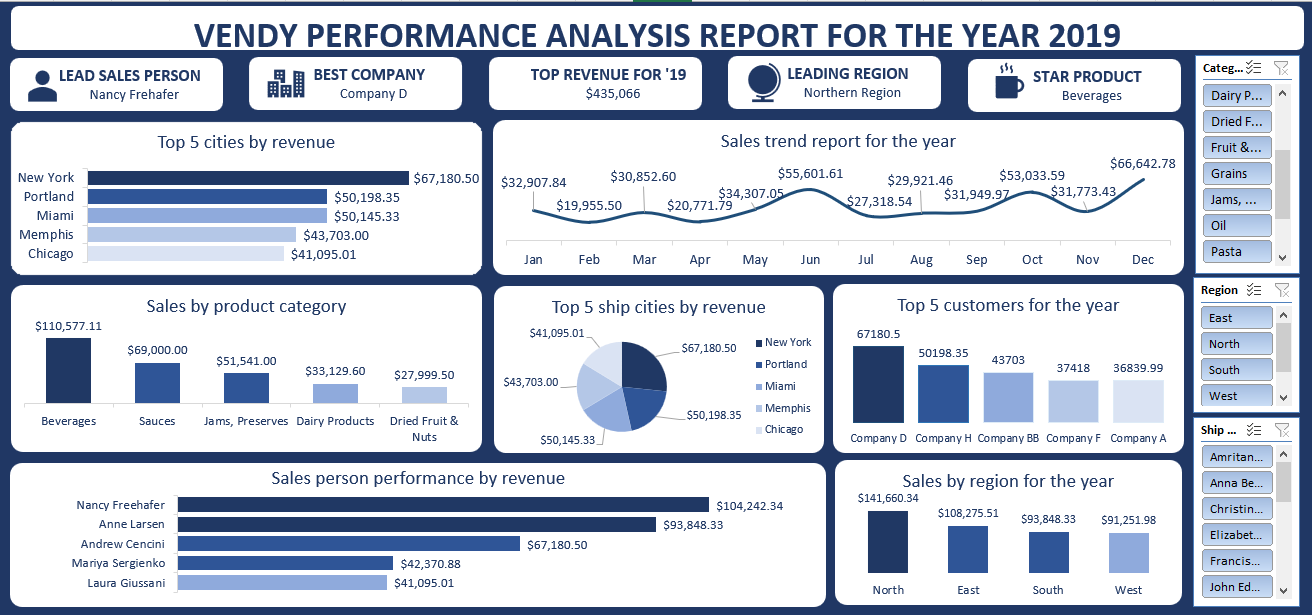 VENDY PERFORMANCE ANALYSIS REPORT FOR THE YEAR 2019
LEAD SALES PERSON
Nancy Frehafer
BEST COMPANY
Company D
TOP REVENUE FOR '19
$435,066
LEADING REGION
Northern Region
STAR PRODUCT
Beverages
Categ...
Dairy P...
Dried F...
Fruit &...
Grains
Jams, ...
Oil
Pasta
Top 5 cities by revenue
New York $67,180.50
Portland $50,198.35
Miami $50,145.33
Memphis $43,703.00
Chicago $41,095.01
Sales trend report for the year
$32,907.84 $19,955.50 $30,852.60 $20,771.79 $34,307.05 $55,601.61 $27,318.54 $29,921.46 $31,949.97 $53,033.59 $31,773.43 $66,642.78
Jan Feb Mar Apr May Jun Jul Aug Sep Oct Nov Dec
Sales by product category
$110,577.11 $69,000.00 $51,541.00 $33,129.60 $27,999.50
Beverages Sauces Jams, Preserves Dairy Products Dried Fruit &
Nuts
Top 5 ship cities by revenue
$41,095.01
$67,180.50
$43,703.00
$50,198.35
$50,145.33
New York
Portland
Miami
Memphis
Chicago
Top 5 customers for the year
67180.5 50198.35 43703 37418 36839.99
Company D Company H Company BB Company F Company A
Region
East
North
South
West
Sales person performance by revenue
Nancy Freehafer $104,242.34
Anne Larsen $93,848.33
Andrew Cencini $67,180.50
Mariya Sergienko $42,370.88
Laura Giussani $41,095.01
Sales by region for the year
$141,660.34 $108,275.51 $93,848.33 $91,251.98
North East South West
Ship ...
Amritan...
Anna Be...
Christin...
Elizabet...
Francis...
John Ed...